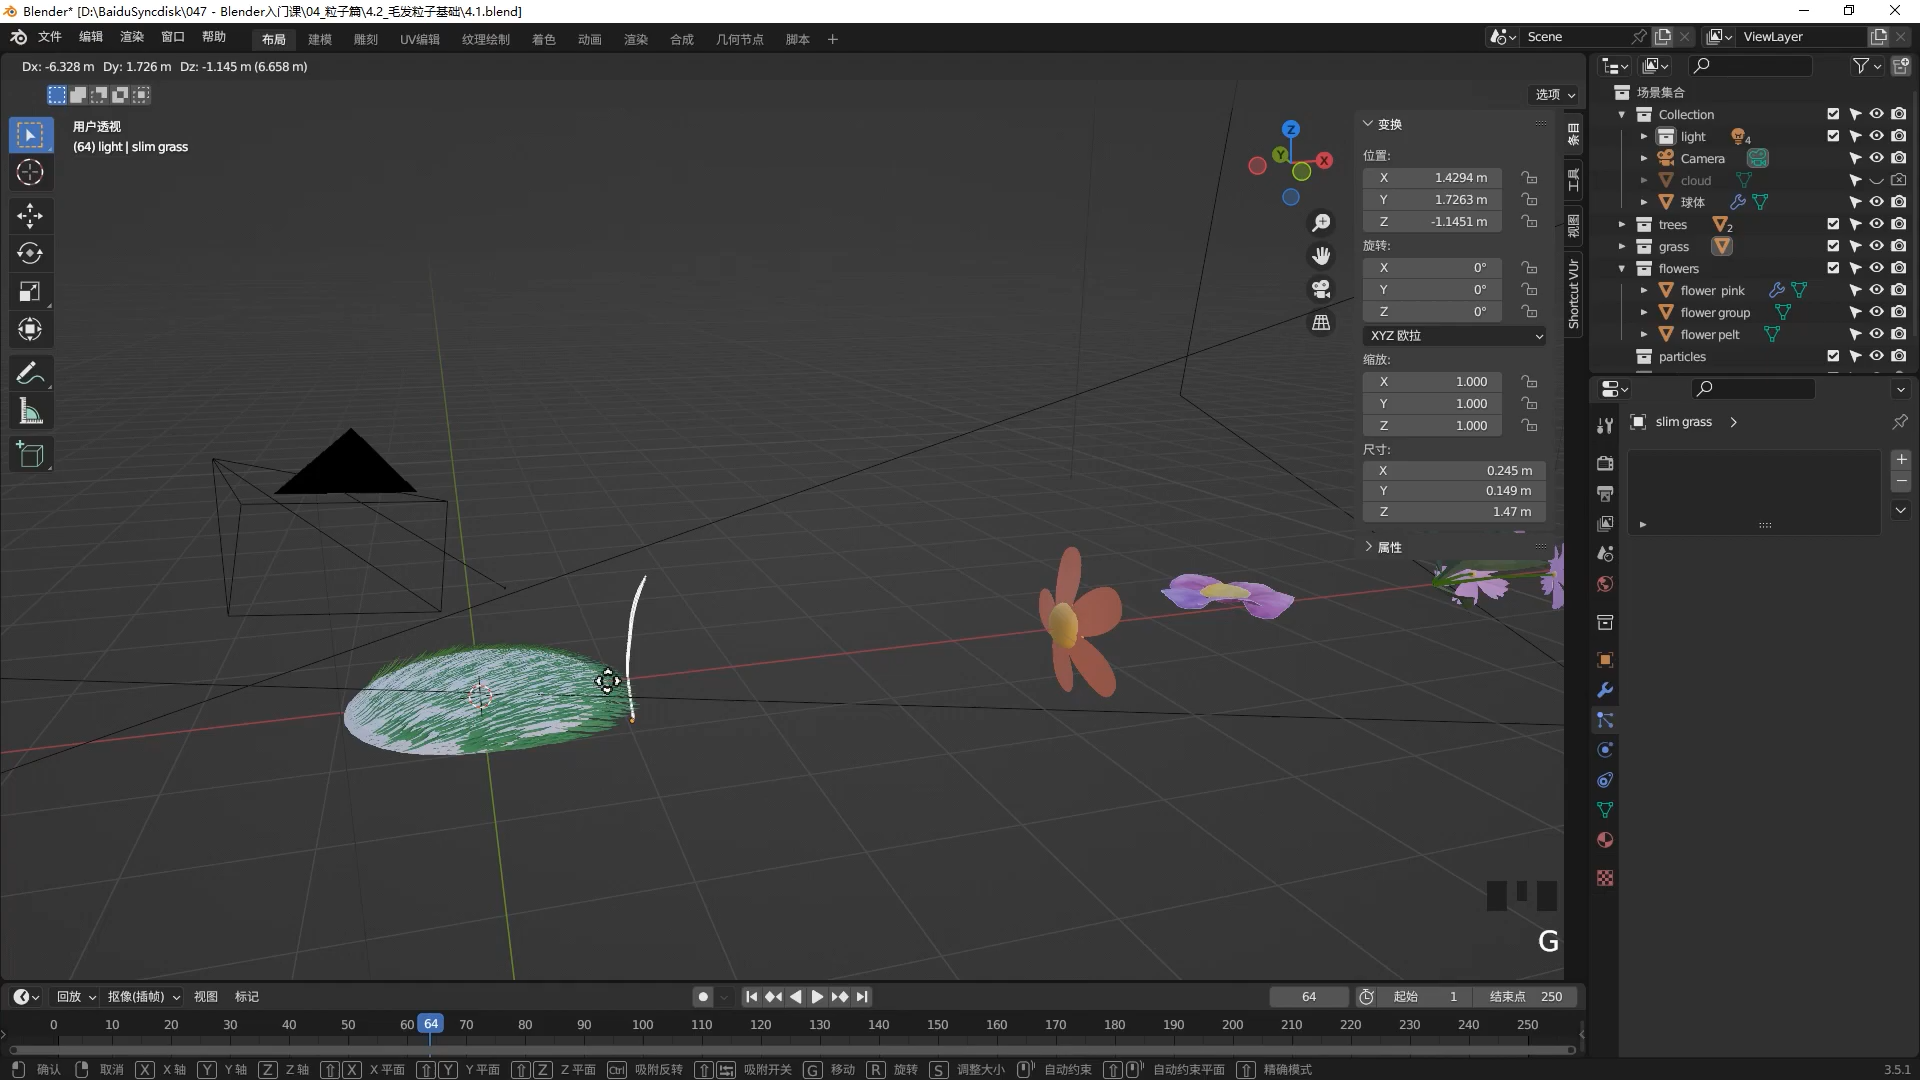 Blender* [D:\BaiduSyncdisk\047 - Blender入门课\04_粒子篇\4.2_毛发粒子基础\4.1.blend]
文件 编辑 渲染 窗口 帮助 布局 建模 雕刻 UV编辑 纹理绘制 着色 动画 渲染 合成 几何节点 脚本 + Scene ViewLayer
Dx: -6.328 m Dy: 1.726 m Dz: -1.145 m (6.658 m)
选项
用户透视
(64) light | slim grass
Z
Y
X
变换
位置:
X 1.4294 m
Y 1.7263 m
Z -1.1451 m
旋转:
X 0°
Y 0°
Z 0°
XYZ 欧拉
缩放:
X 1.000
Y 1.000
Z 1.000
尺寸:
X 0.245 m
Y 0.149 m
Z 1.47 m
属性
条目
工具
视图
Shortcut VUr
场景集合
Collection
light 4
Camera
cloud
球体
trees 2
grass
flowers
flower pink
flower group
flower pelt
particles
slim grass
G
回放 抠像(插帧) 视图 标记 64 起始 1 结束点 250
0 10 20 30 40 50 60 64 70 80 90 100 110 120 130 140 150 160 170 180 190 200 210 220 230 240 250
确认 取消 X X 轴 Y Y 轴 Z Z 轴 X X 平面 Y Y 平面 Z Z 平面 Ctrl 吸附反转 吸附开关 G 移动 R 旋转 S 调整大小 自动约束 自动约束平面 精确模式 3.5.1